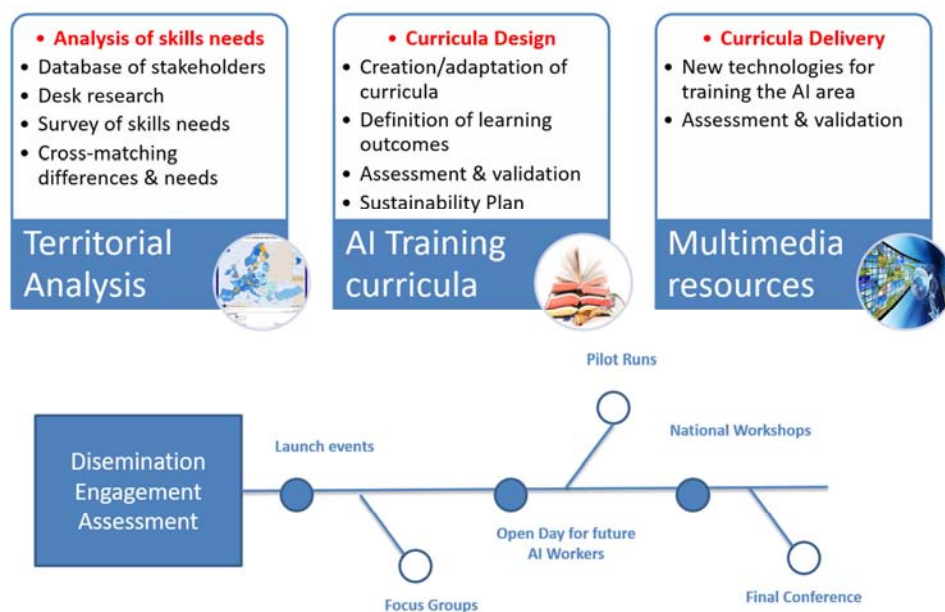 • Analysis of skills needs
• Database of stakeholders
• Desk research
• Survey of skills needs
• Cross-matching
differences & needs
Territorial
Analysis
• Curricula Design
• Creation/adaptation of
curricula
• Definition of learning
outcomes
• Assessment & validation
• Sustainability Plan
AI Training
curricula
• Curricula Delivery
• New technologies for
training the AI area
• Assessment & validation
Multimedia
resources
Disemination
Engagement
Assessment
Launch events
Focus Groups
Open Day for future
AI Workers
Pilot Runs
National Workshops
Final Conference